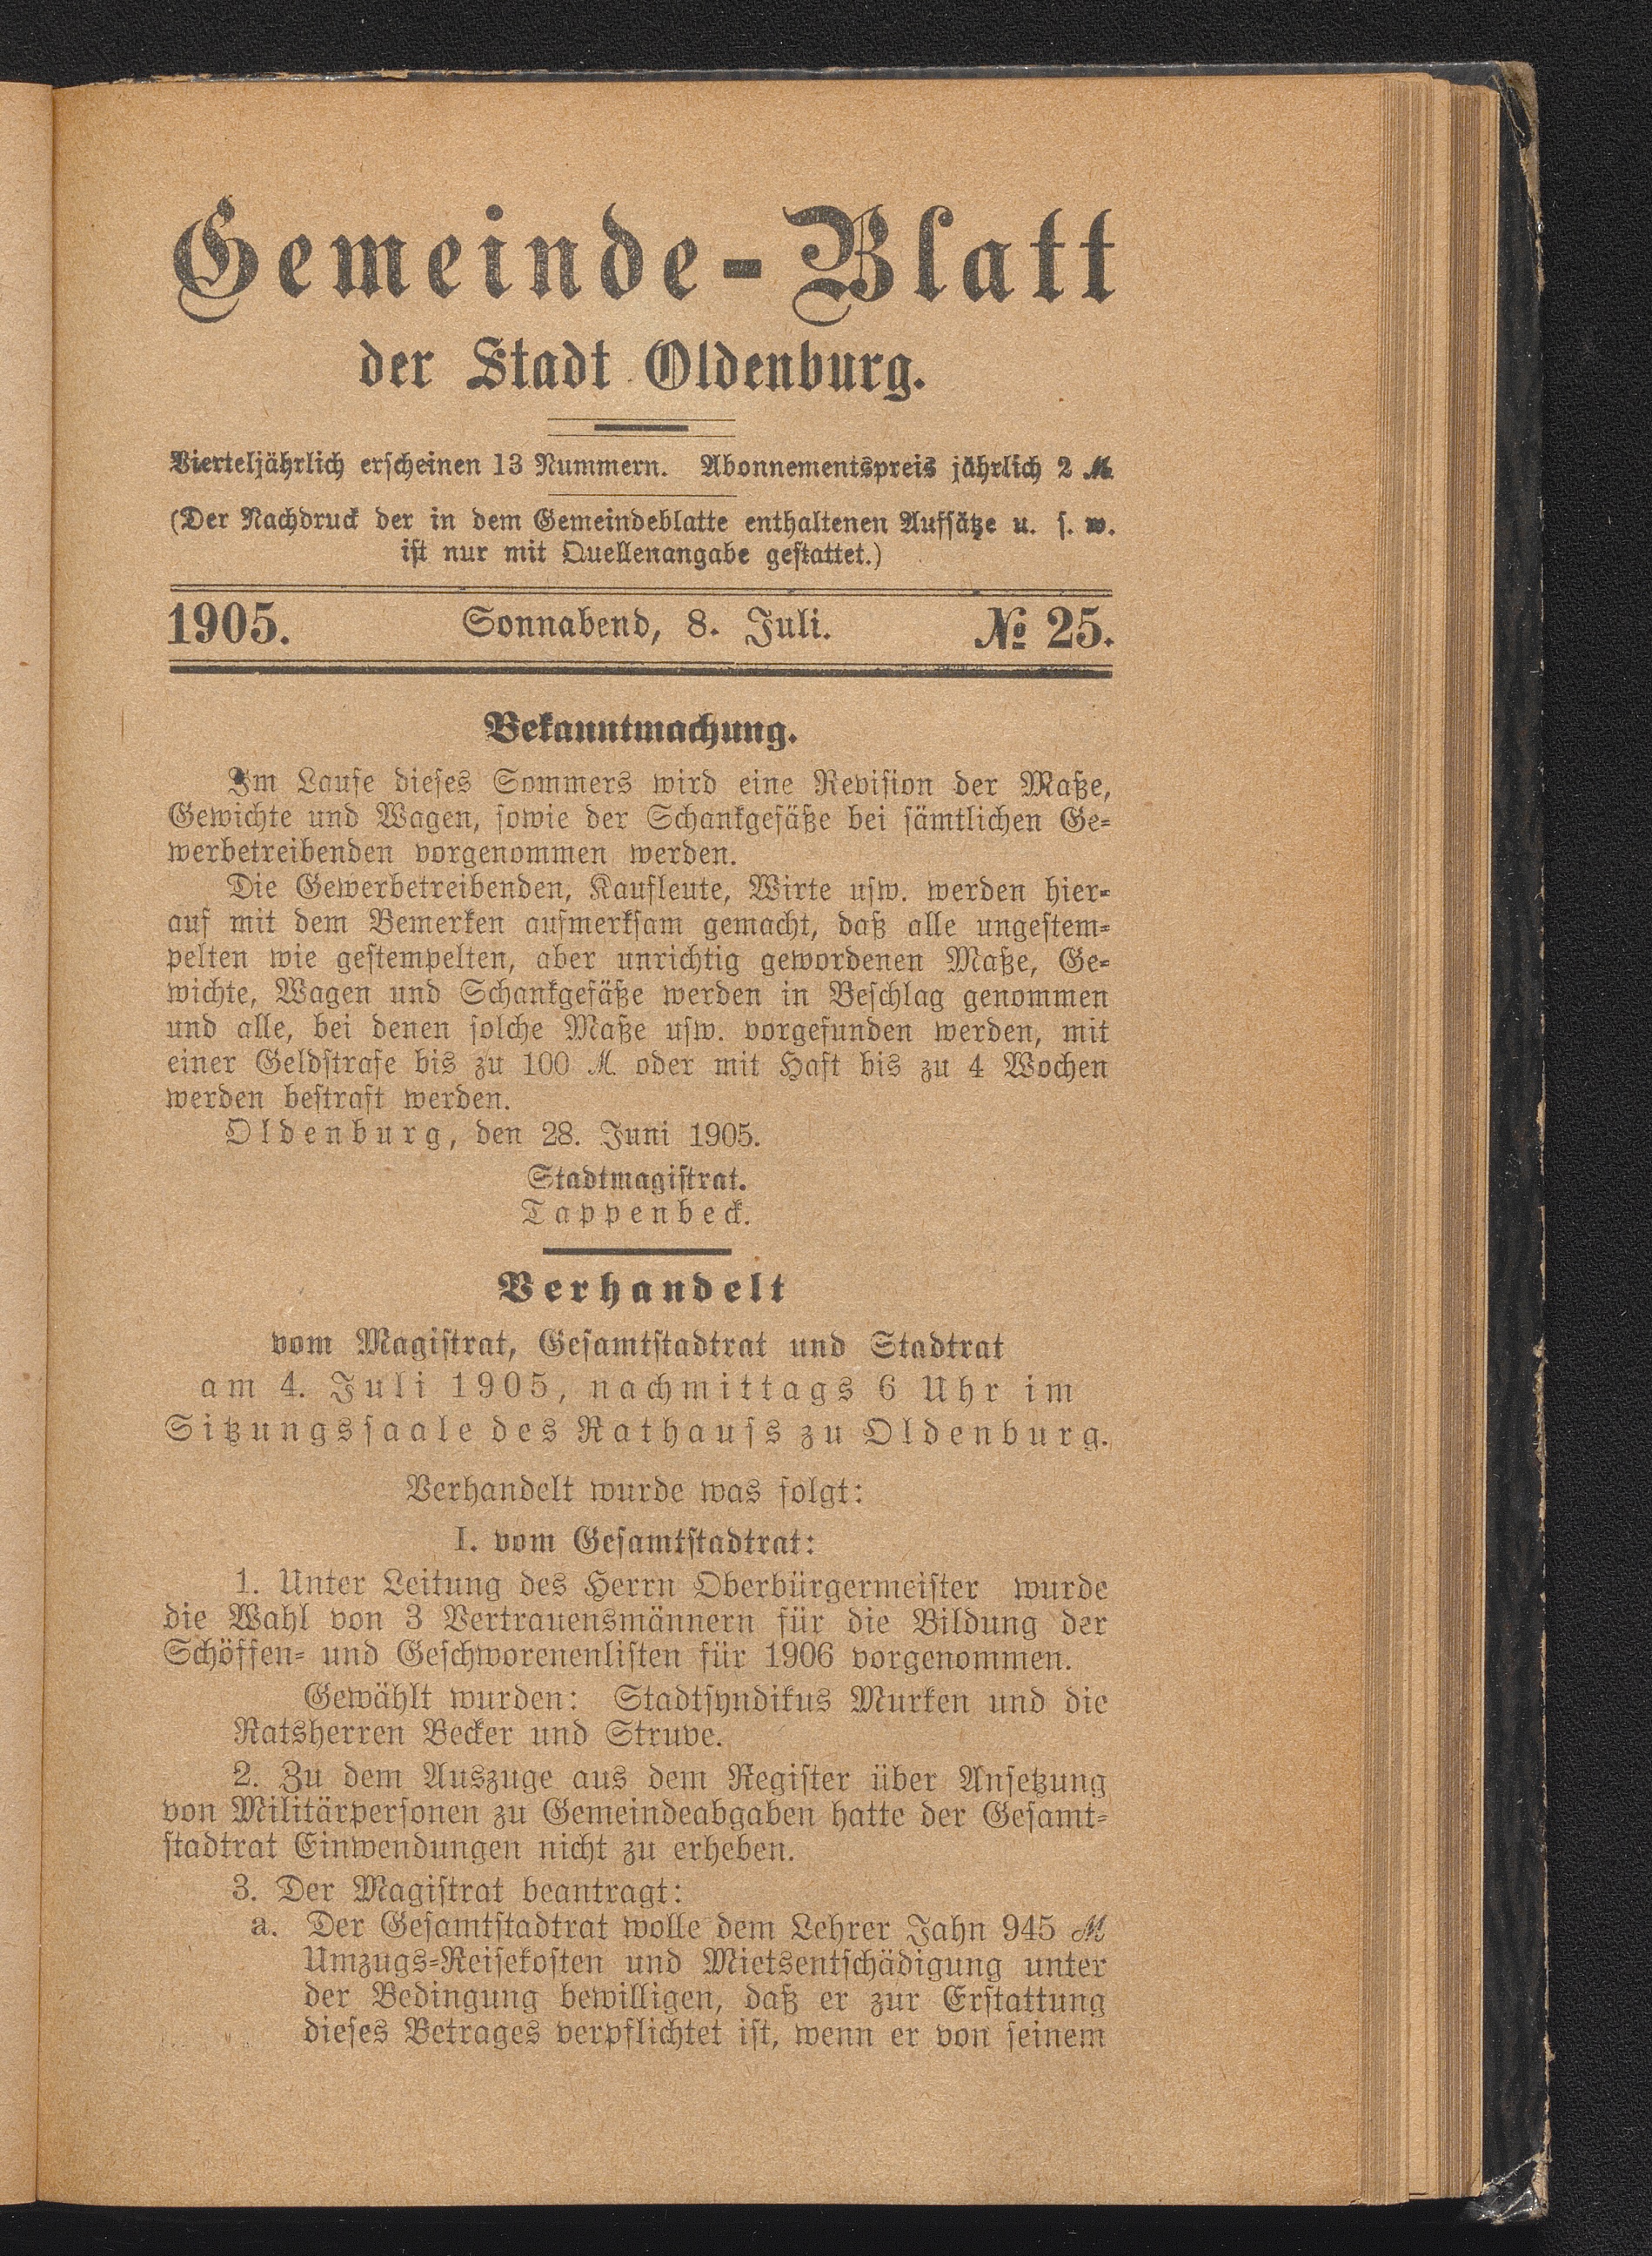 Gemeinde-Blatt
der Stadt Oldenburg.
Vierteljährlich erscheinen 13 Nummern. Abonnementspreis jährlich 2 ℳ
(Der Nachdruck der in dem Gemeindeblatte enthaltenen Aufsätze u. s. w.
ist nur mit Quellenangabe gestattet.)
1905. Sonnabend, 8. Juli. № 25.
Bekanntmachung.
Im Laufe dieses Sommers wird eine Revision der Maße,
Gewichte und Wagen, sowie der Schankgefäße bei sämtlichen Ge-
werbetreibenden vorgenommen werden.
Die Gewerbetreibenden, Kaufleute, Wirte usw. werden hier-
auf mit dem Bemerken aufmerksam gemacht, daß alle ungestem-
pelten wie gestempelten, aber unrichtig gewordenen Maße, Ge-
wichte, Wagen und Schankgefäße werden in Beschlag genommen
und alle, bei denen solche Maße usw. vorgefunden werden, mit
einer Geldstrafe bis zu 100 ℳ oder mit Haft bis zu 4 Wochen
werden bestraft werden.
Oldenburg, den 28. Juni 1905.
Stadtmagistrat.
Tappenbeck.
Verhandelt
vom Magistrat, Gesamtstadtrat und Stadtrat
am 4. Juli 1905, nachmittags 6 Uhr im
Sitzungssaale des Rathauss zu Oldenburg.
Verhandelt wurde was folgt:
I. vom Gesamtstadtrat:
1. Unter Leitung des Herrn Oberbürgermeister wurde
die Wahl von 3 Vertrauensmännern für die Bildung der
Schöffen- und Geschworenenlisten für 1906 vorgenommen.
Gewählt wurden: Stadtsyndikus Murken und die
Ratsherren Becker und Struve.
2. Zu dem Auszuge aus dem Register über Ansetzung
von Militärpersonen zu Gemeindeabgaben hatte der Gesamt-
stadtrat Einwendungen nicht zu erheben.
3. Der Magistrat beantragt:
a. Der Gesamtstadtrat wolle dem Lehrer Jahn 945 ℳ
Umzugs-Reisekosten und Mietsentschädigung unter
der Bedingung bewilligen, daß er zur Erstattung
dieses Betrages verpflichtet ist, wenn er von seinem